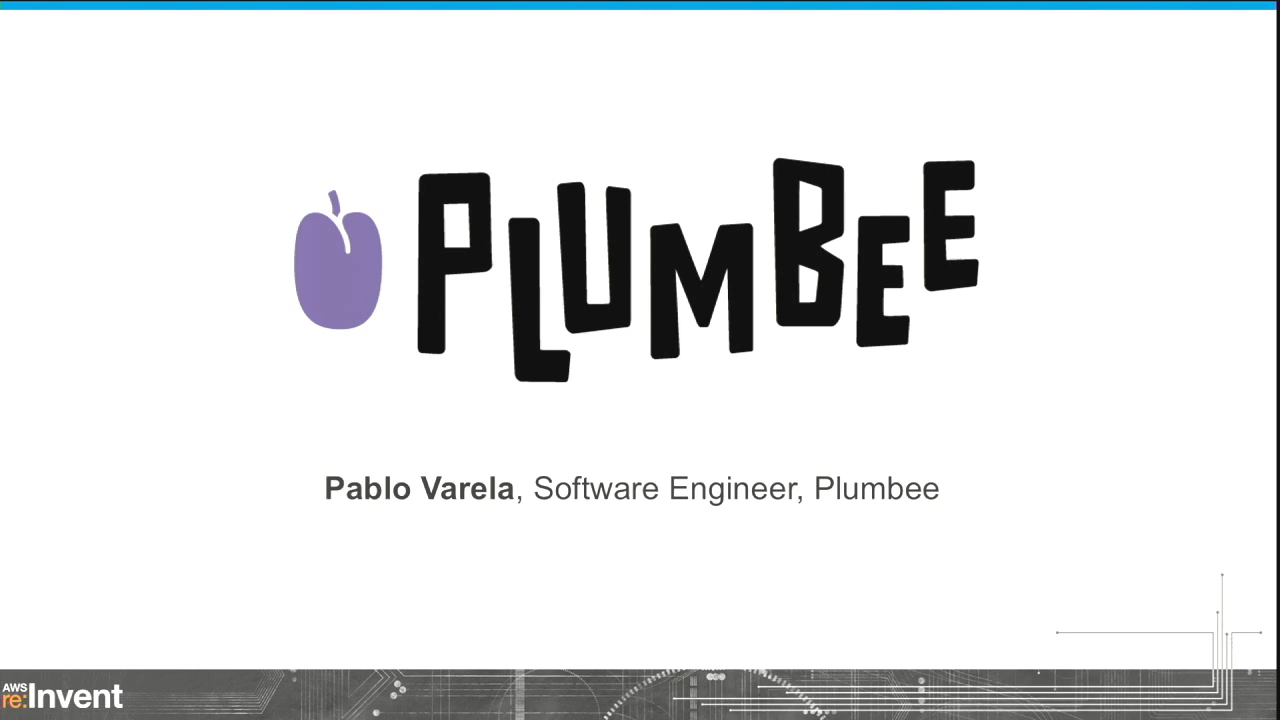 PLUMBEE
Pablo Varela, Software Engineer, Plumbee
AWS
re:Invent